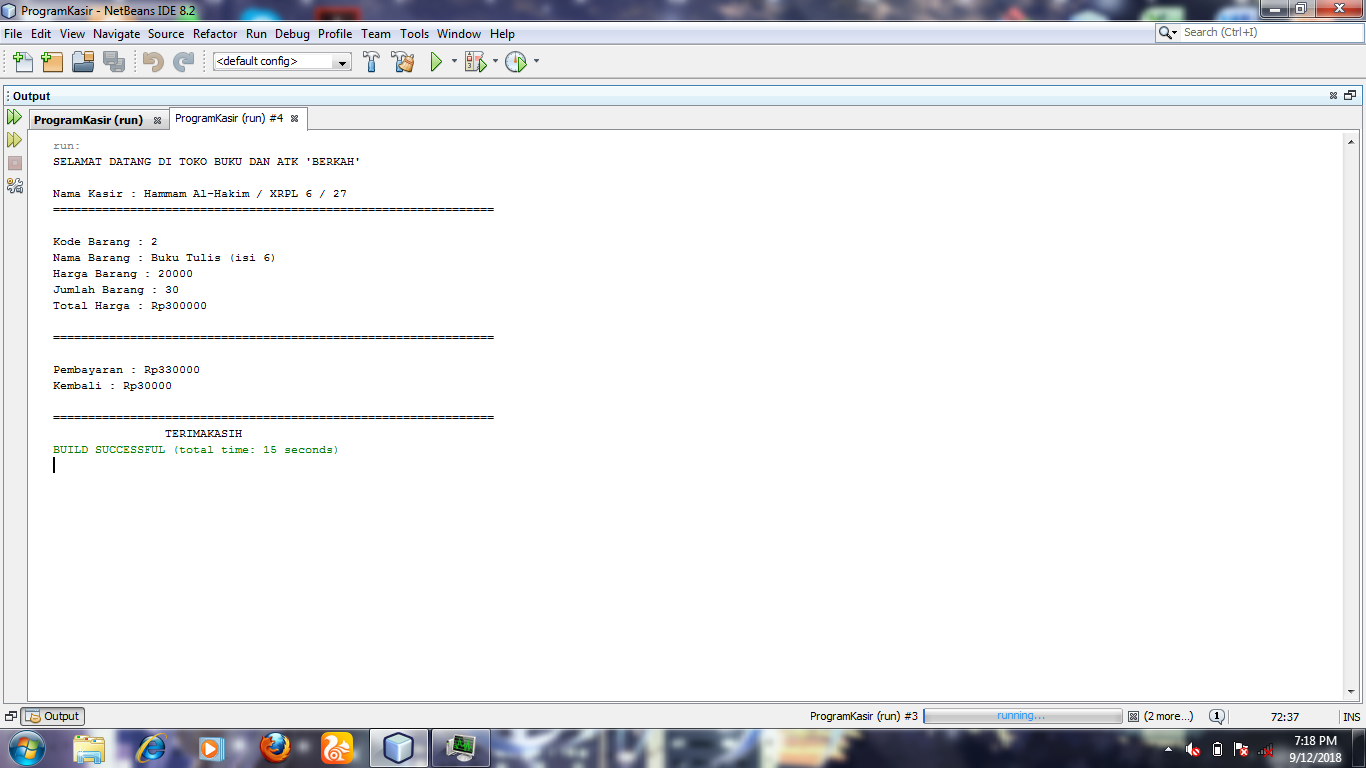 ProgramKasir - NetBeans IDE 8.2
File Edit View Navigate Source Refactor Run Debug Profile Team Tools Window Help
Search (Ctrl+I)
<default config>
Output
ProgramKasir (run)
ProgramKasir (run) #4
run:
SELAMAT DATANG DI TOKO BUKU DAN ATK 'BERKAH'
Nama Kasir : Hammam Al-Hakim / XRPL 6 / 27
===============================================================
Kode Barang : 2
Nama Barang : Buku Tulis (isi 6)
Harga Barang : 20000
Jumlah Barang : 30
Total Harga : Rp300000
===============================================================
Pembayaran : Rp330000
Kembali : Rp30000
===============================================================
TERIMAKASIH
BUILD SUCCESSFUL (total time: 15 seconds)
Output
ProgramKasir (run) #3
running...
(2 more...)
1
72:37
INS
7:18 PM
9/12/2018